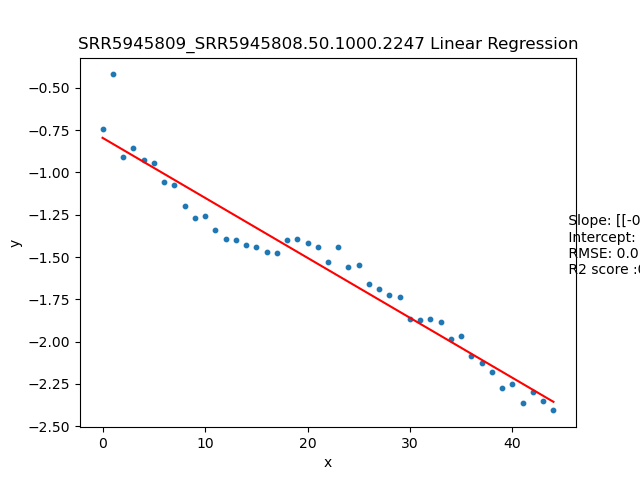 SRR5945809_SRR5945808.50.1000.2247 Linear Regression
−0.50
−0.75
−1.00
−1.25
−1.50
−1.75
−2.00
−2.25
−2.50
y
Slope: [[-0
Intercept:
RMSE: 0.0
R2 score :
0
10
20
30
40
x